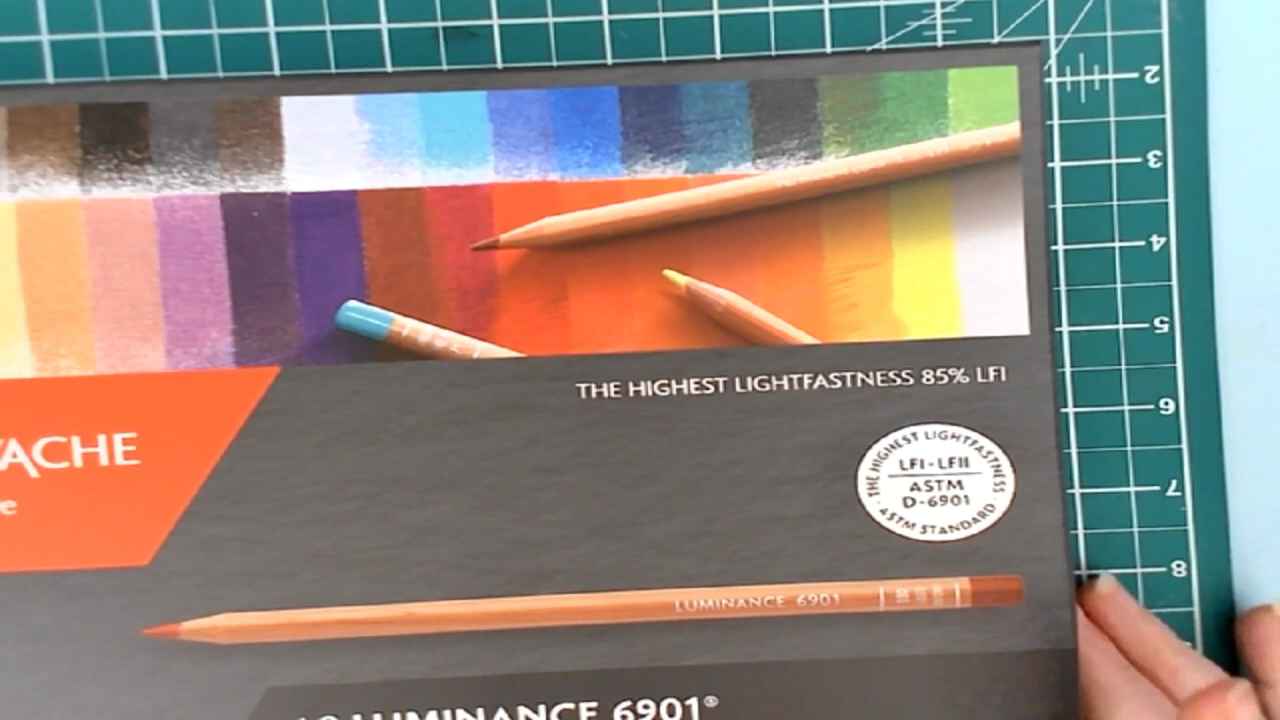 THE HIGHEST LIGHTFASTNESS 85% LFI
ACHE
e
THE HIGHEST LIGHTFASTNESS
LFI-LFII
ASTM
D-6901
ASTM STANDARD
LUMINANCE 6901
LUMINANCE 6901®
2
3
4
5
6
7
8